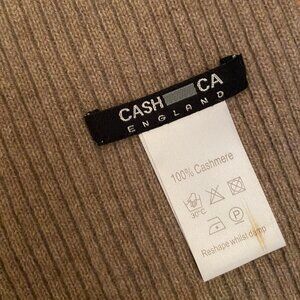 CASH CA
ENGLAND
100% Cashmere
30°C
P
Reshape whilst damp